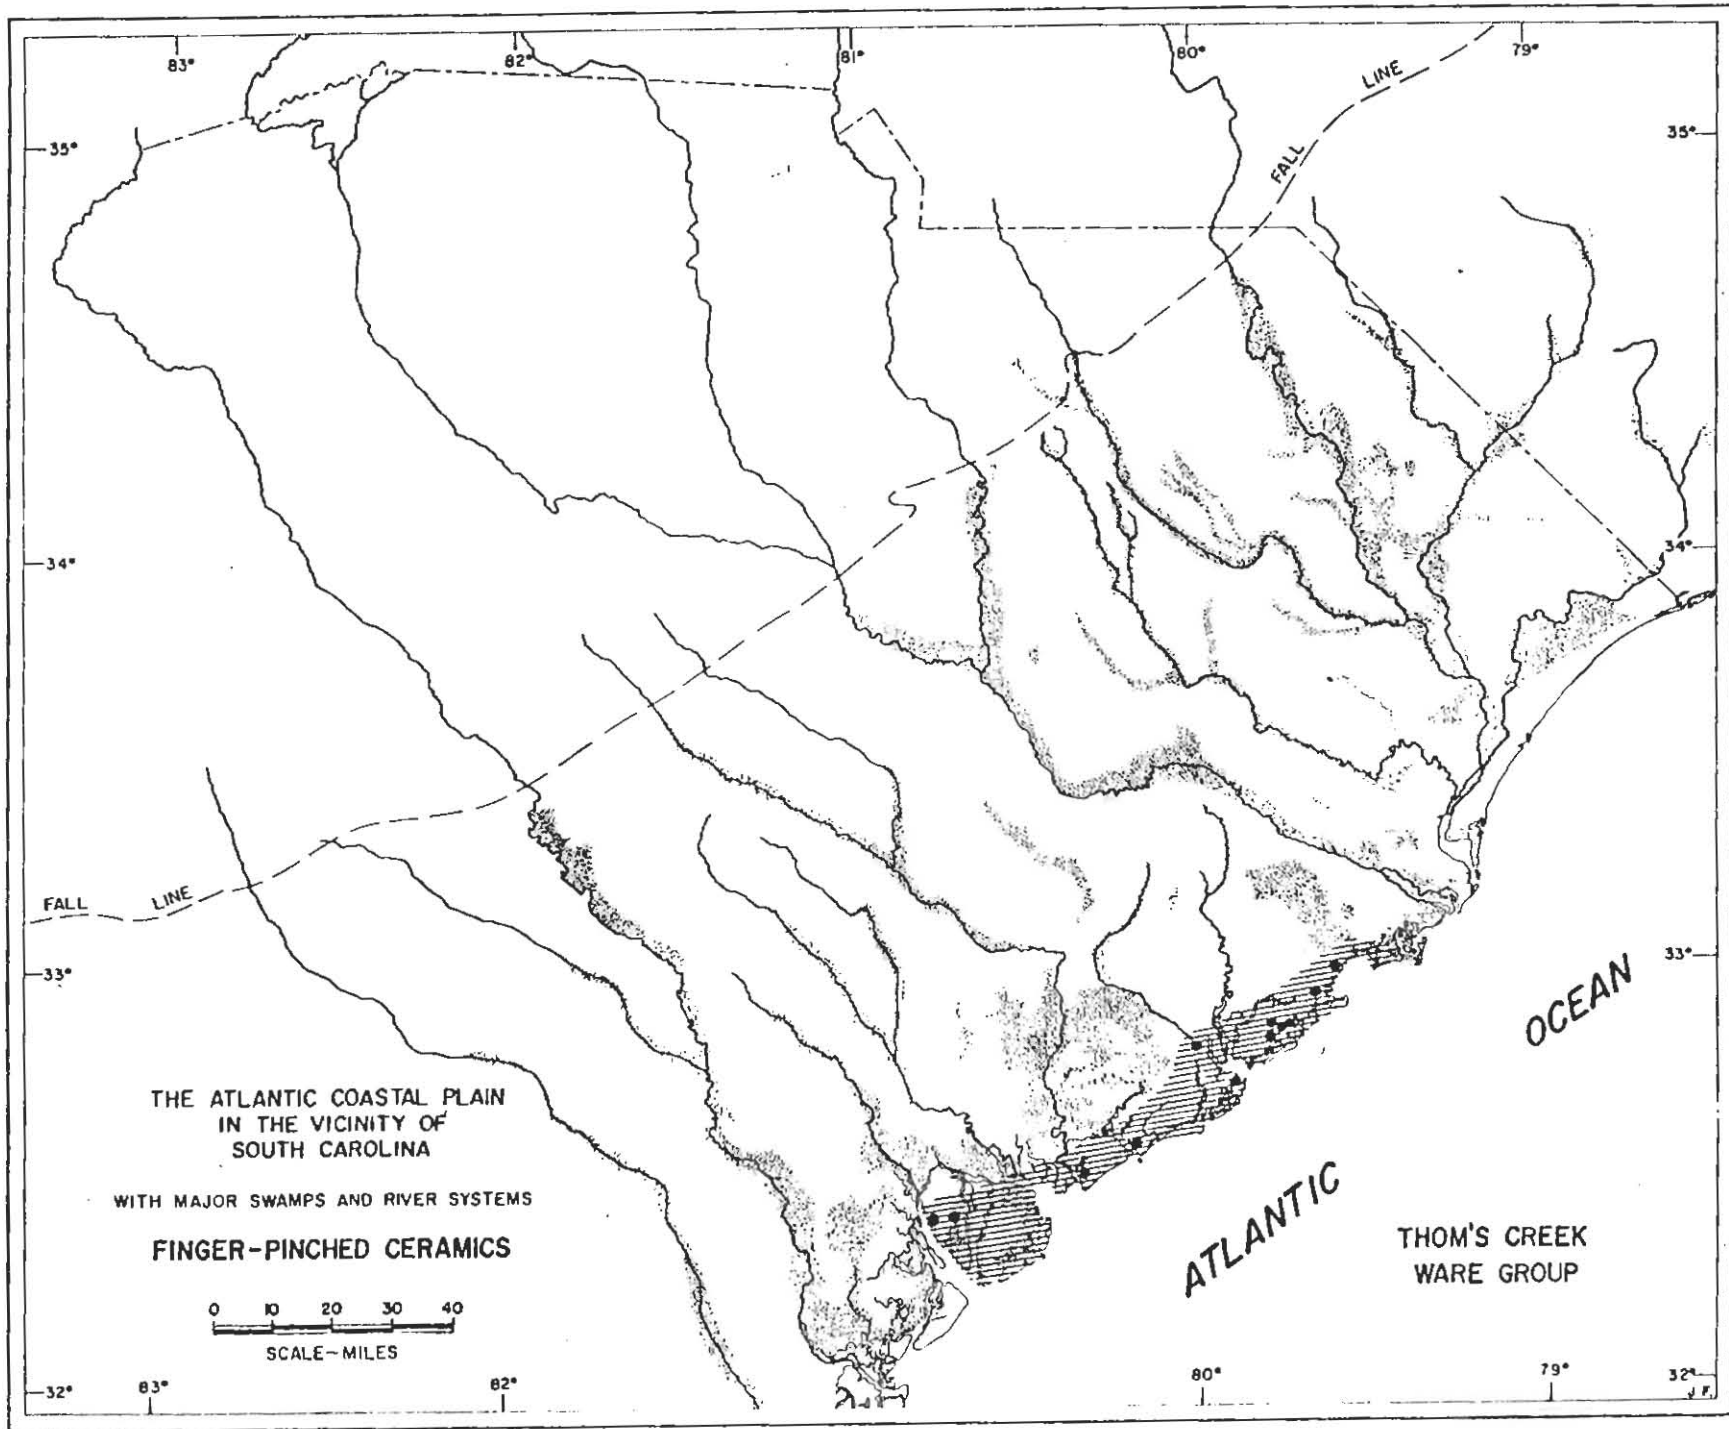 83°
82°
81°
80°
79°
LINE
FALL
35°
35°
34°
34°
FALL LINE
33°
33°
OCEAN
ATLANTIC
THE ATLANTIC COASTAL PLAIN
IN THE VICINITY OF
SOUTH CAROLINA
WITH MAJOR SWAMPS AND RIVER SYSTEMS
FINGER-PINCHED CERAMICS
0 10 20 30 40
SCALE~MILES
THOM'S CREEK
WARE GROUP
32°
83°
82°
80°
79°
32°
J.F.